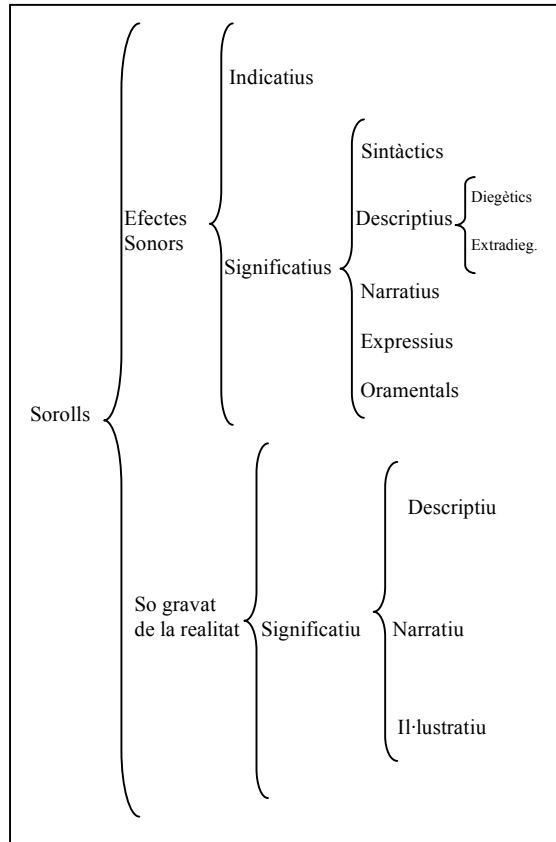 Indicatius
Sintàctics
Diegètics
Efectes
Sonors
Descriptius
Extradieg.
Significatius
Narratius
Expressius
Oramentals
Sorolls
Descriptiu
So gravat
de la realitat
Significatiu
Narratiu
Il·lustratiu